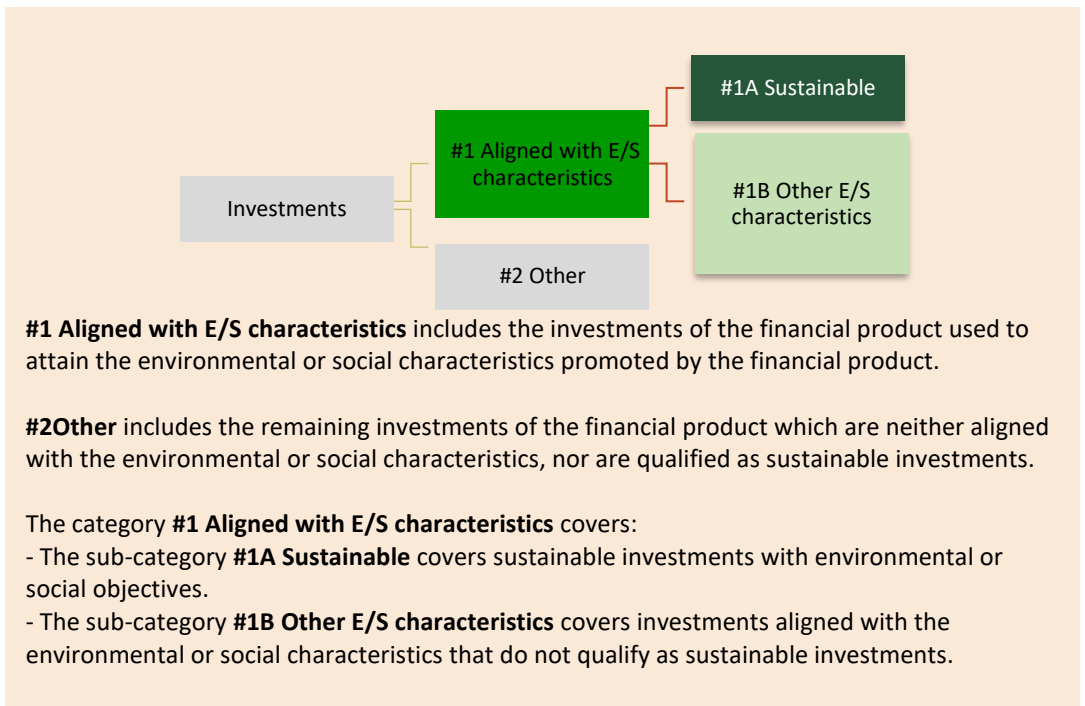 #1A Sustainable
#1 Aligned with E/S
characteristics
#1B Other E/S
characteristics
Investments
#2 Other
#1 Aligned with E/S characteristics includes the investments of the financial product used to
attain the environmental or social characteristics promoted by the financial product.
#2Other includes the remaining investments of the financial product which are neither aligned
with the environmental or social characteristics, nor are qualified as sustainable investments.
The category #1 Aligned with E/S characteristics covers:
- The sub-category #1A Sustainable covers sustainable investments with environmental or
social objectives.
- The sub-category #1B Other E/S characteristics covers investments aligned with the
environmental or social characteristics that do not qualify as sustainable investments.